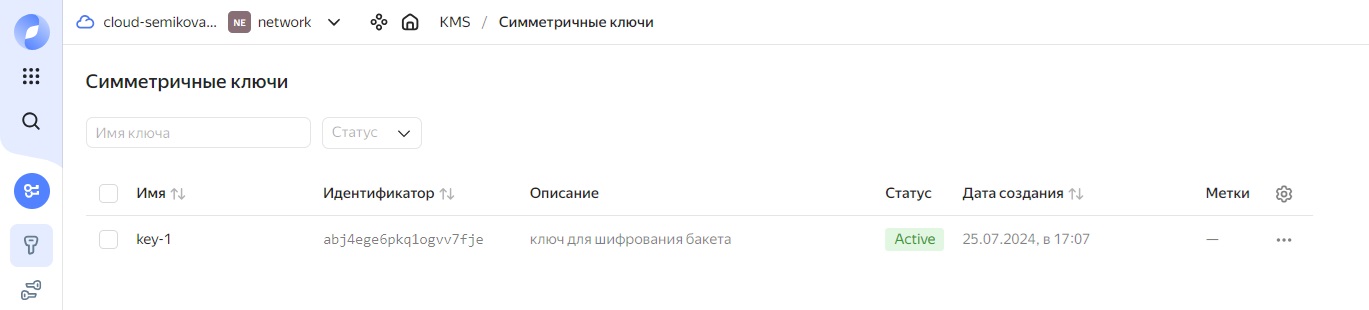 cloud-semikova... NE network KMS / Симметричные ключи
Симметричные ключи
Имя ключа Статус
Имя Идентификатор Описание Статус Дата создания Метки
key-1 abj4ege6pkq1ogvv7fje ключ для шифрования бакета Active 25.07.2024, в 17:07 —